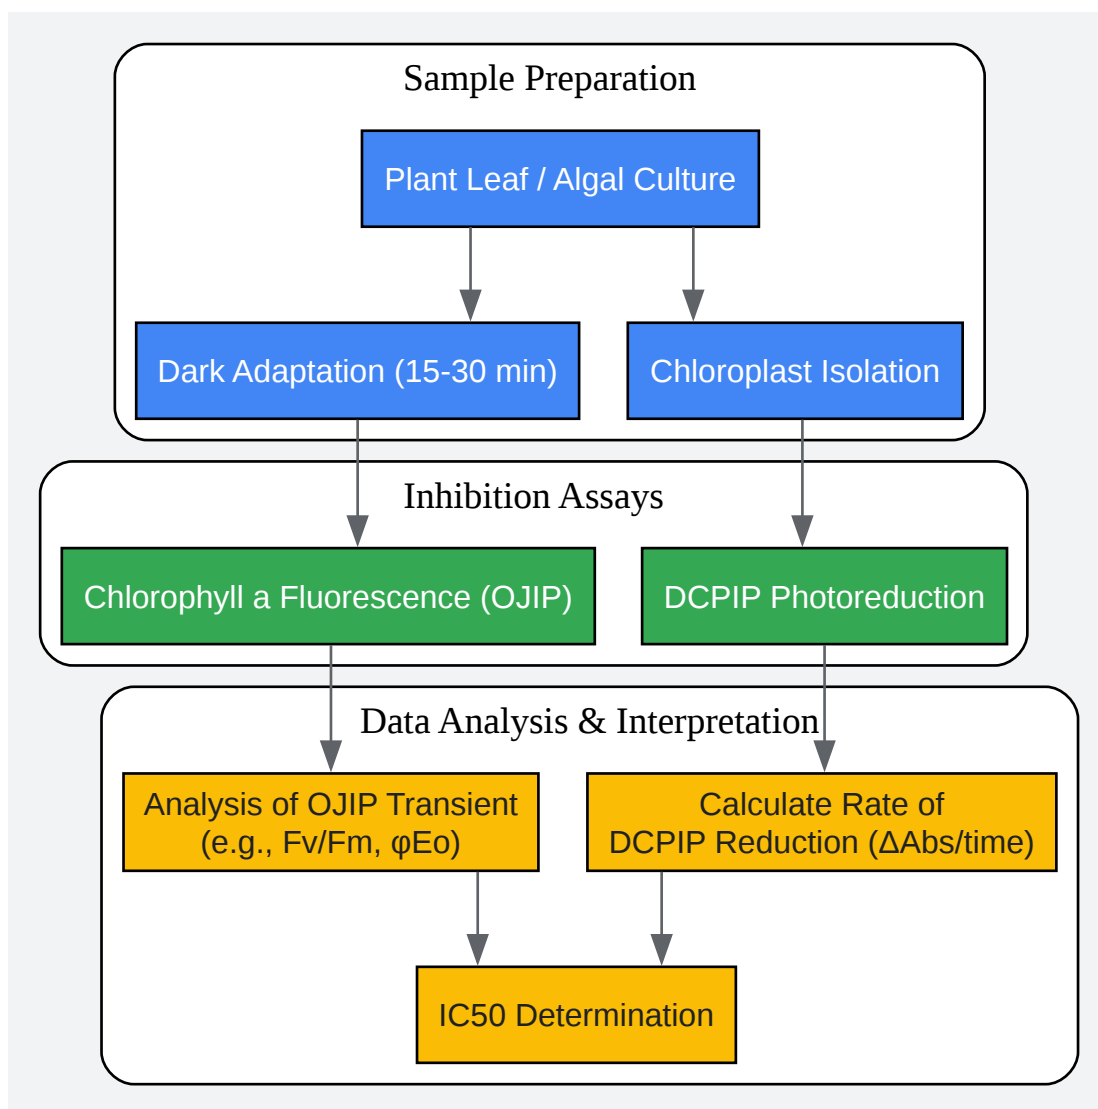 Sample Preparation
Plant Leaf / Algal Culture
Dark Adaptation (15-30 min)
Chloroplast Isolation
Inhibition Assays
Chlorophyll a Fluorescence (OJIP)
DCPIP Photoreduction
Data Analysis & Interpretation
Analysis of OJIP Transient
(e.g., Fv/Fm, φEo)
Calculate Rate of
DCPIP Reduction (ΔAbs/time)
IC50 Determination